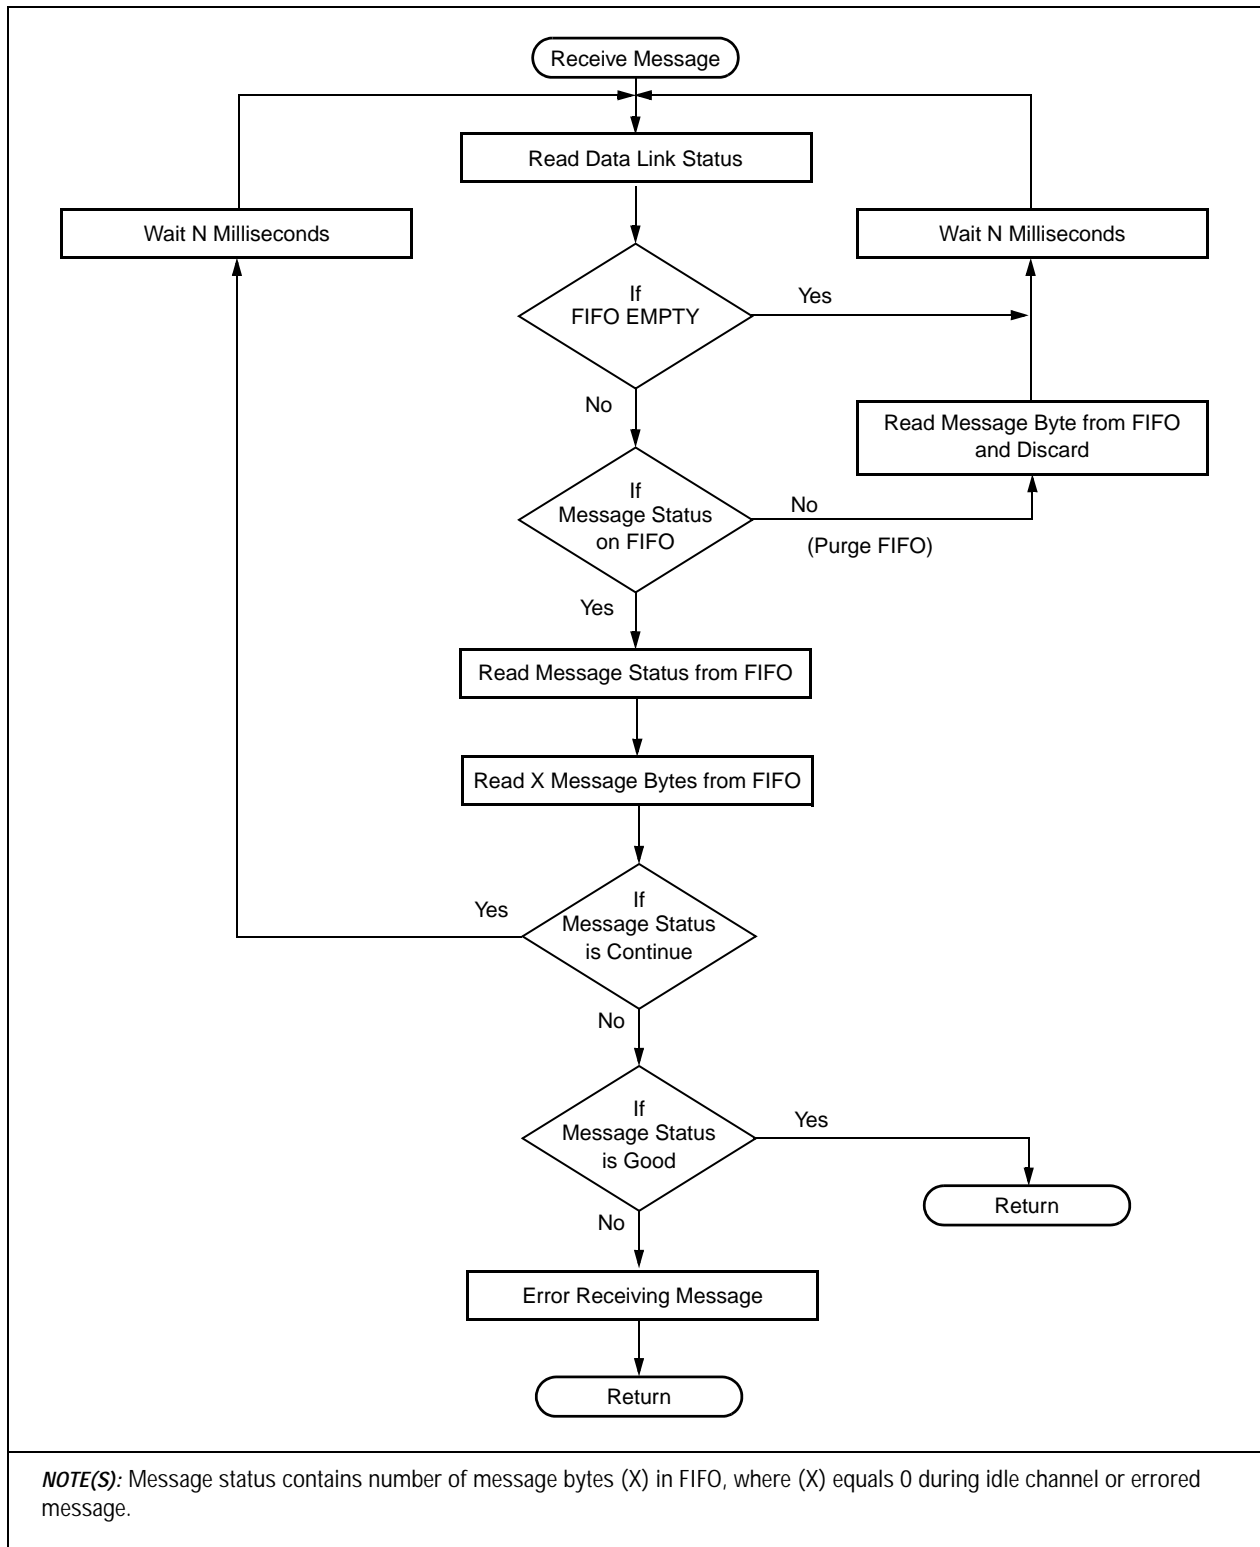 Receive Message
Read Data Link Status
Wait N Milliseconds
Wait N Milliseconds
If
FIFO EMPTY
Yes
No
Read Message Byte from FIFO
and Discard
If
Message Status
on FIFO
No
(Purge FIFO)
Yes
Read Message Status from FIFO
Read X Message Bytes from FIFO
If
Message Status
is Continue
Yes
No
If
Message Status
is Good
Yes
Return
No
Error Receiving Message
Return
NOTE(S): Message status contains number of message bytes (X) in FIFO, where (X) equals 0 during idle channel or errored
message.